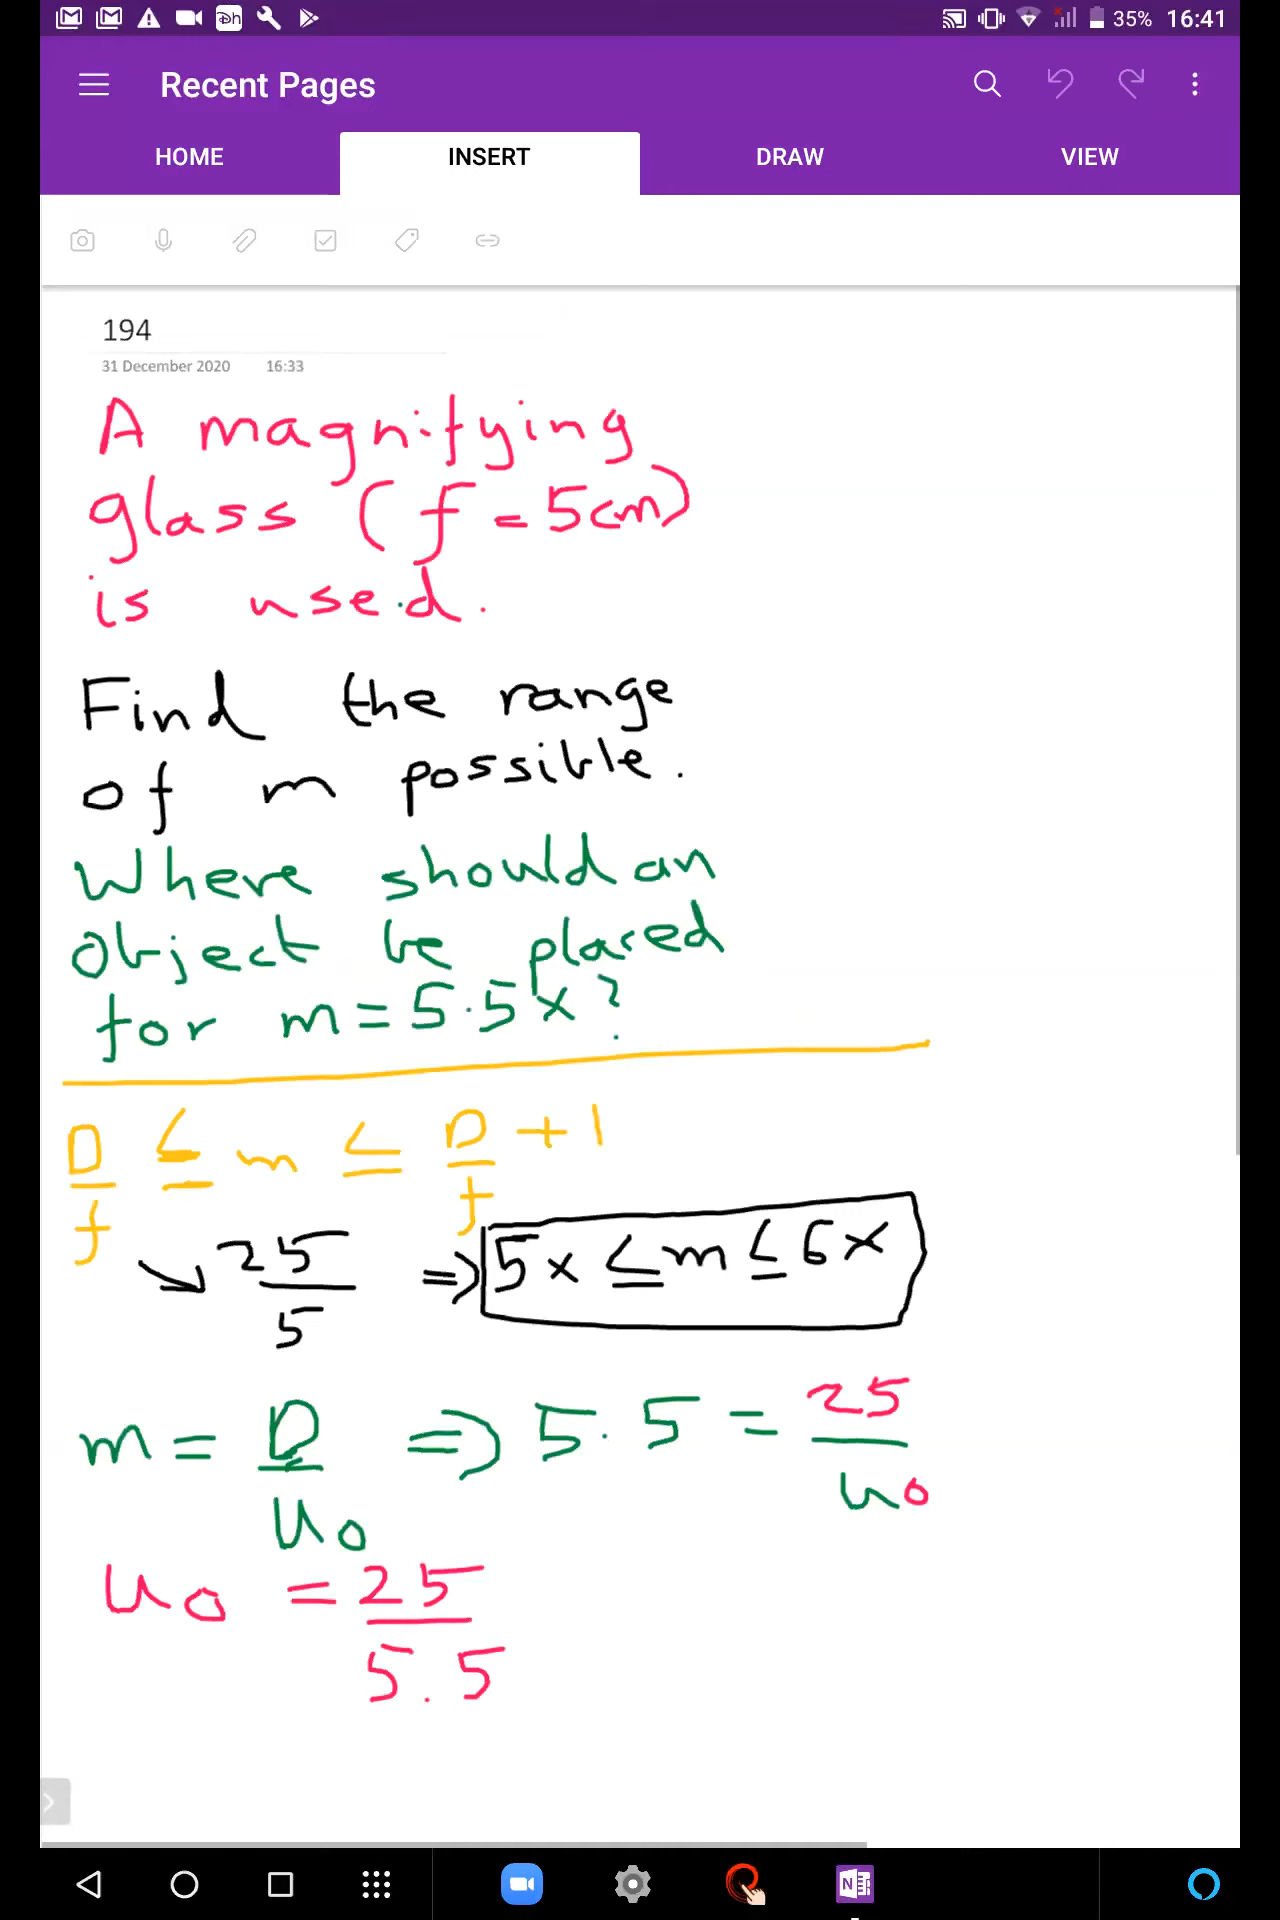 35% 16:41
Recent Pages
HOME INSERT DRAW VIEW
194
31 December 2020 16:33
A magnifying
glass (f = 5cm)
is used.
Find the range
of m possible.
Where should an
object be placed
for m = 5.5x?
D/f ≤ m ≤ D/f + 1
25/5 ⇒ 5x ≤ m ≤ 6x
m = D/u₀ ⇒ 5.5 = 25/u₀
u₀ = 25/5.5